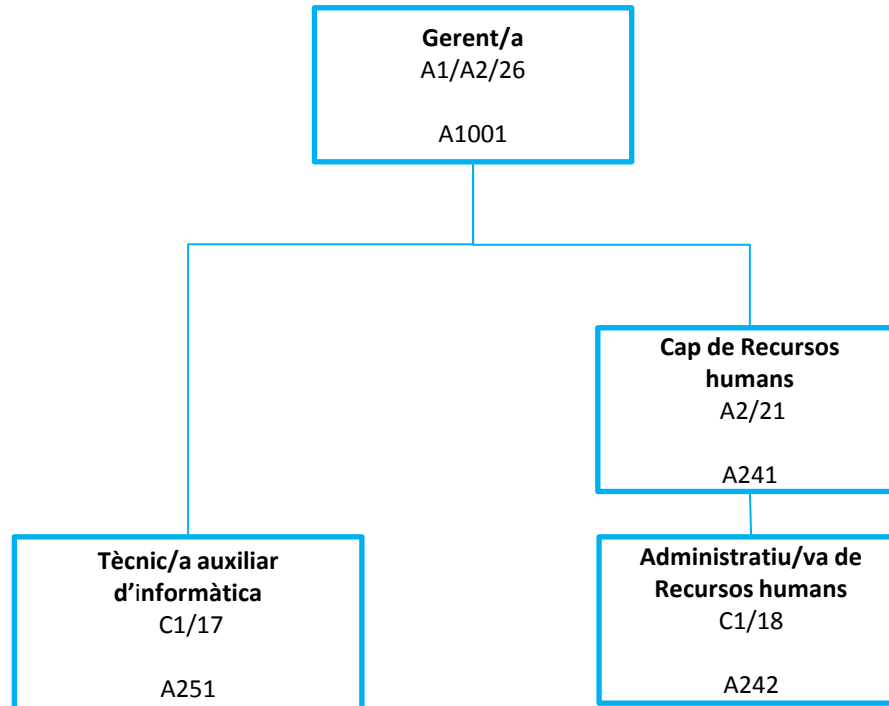 Gerent/a
A1/A2/26
A1001
Cap de Recursos
humans
A2/21
A241
Tècnic/a auxiliar
d’informàtica
C1/17
A251
Administratiu/va de
Recursos humans
C1/18
A242